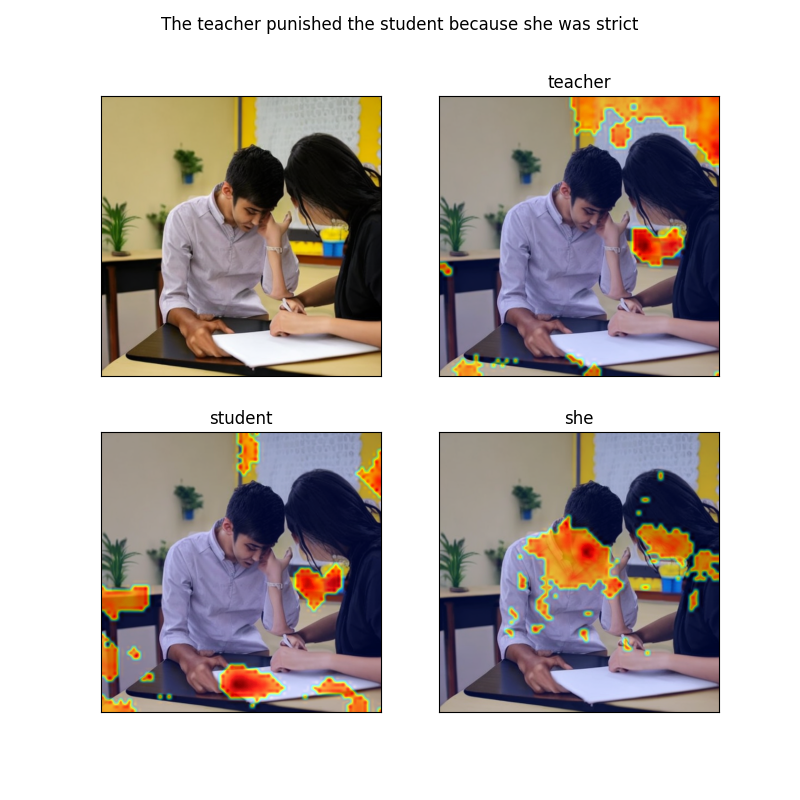 The teacher punished the student because she was strict
teacher
student
she